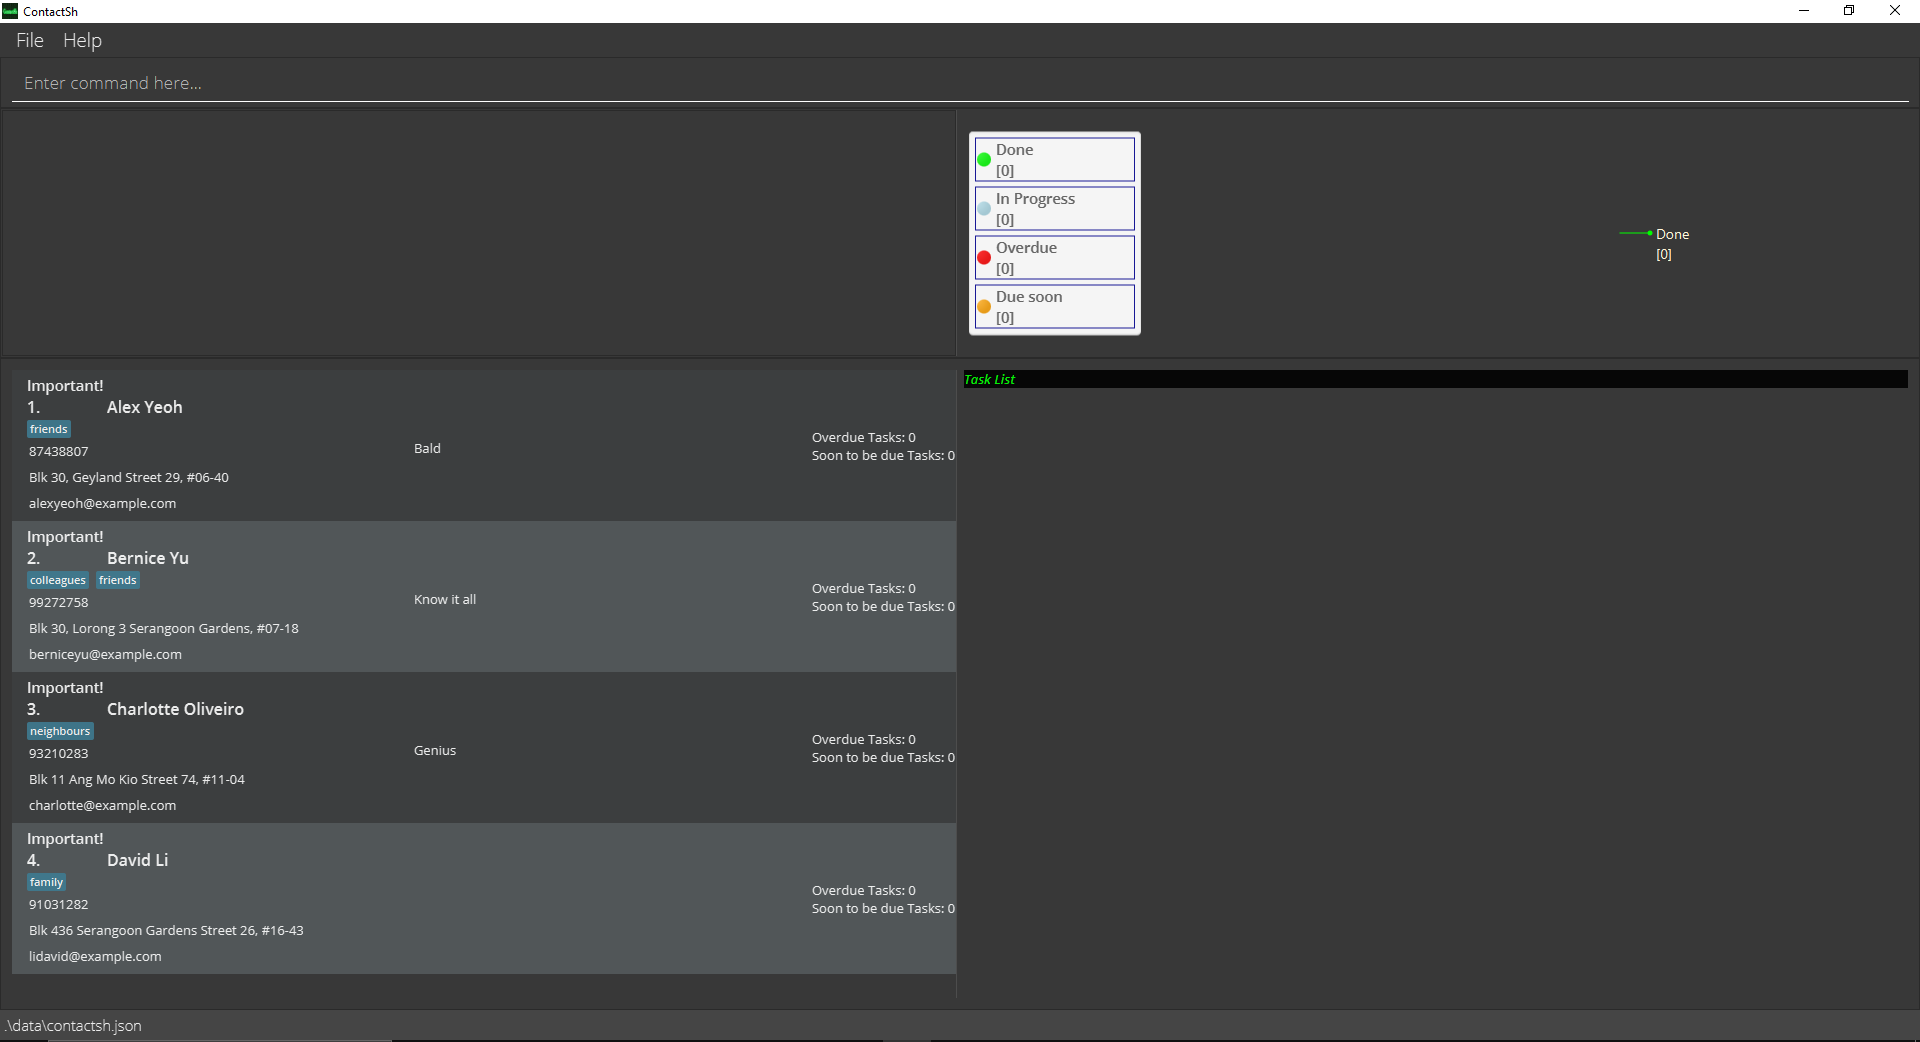 ContactSh
File Help
Enter command here...
Done
[0]
In Progress
[0]
Overdue
[0]
Due soon
[0]
Done
[0]
Important!
1. Alex Yeoh
friends
87438807
Blk 30, Geyland Street 29, #06-40
alexyeoh@example.com
Bald
Overdue Tasks: 0
Soon to be due Tasks: 0
Important!
2. Bernice Yu
colleagues friends
99272758
Blk 30, Lorong 3 Serangoon Gardens, #07-18
berniceyu@example.com
Know it all
Overdue Tasks: 0
Soon to be due Tasks: 0
Important!
3. Charlotte Oliveiro
neighbours
93210283
Blk 11 Ang Mo Kio Street 74, #11-04
charlotte@example.com
Genius
Overdue Tasks: 0
Soon to be due Tasks: 0
Important!
4. David Li
family
91031282
Blk 436 Serangoon Gardens Street 26, #16-43
lidavid@example.com
Overdue Tasks: 0
Soon to be due Tasks: 0
Task List
.\data\contactsh.json